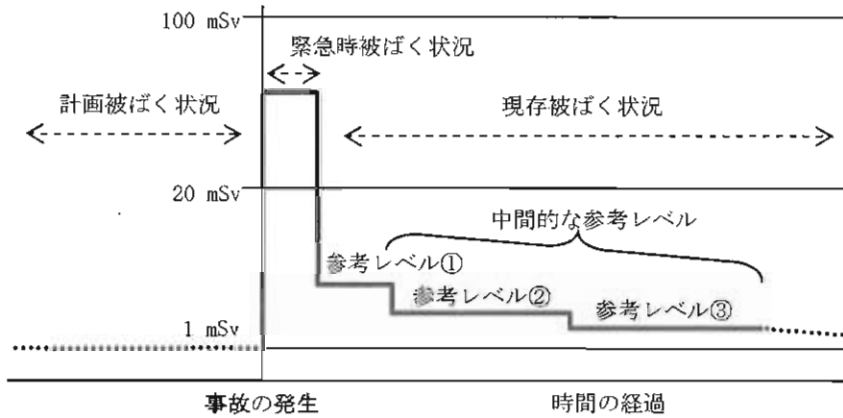 100 mSv
緊急時被ばく状況
計画被ばく状況
現存被ばく状況
20 mSv
中間的な参考レベル
参考レベル①
参考レベル②
参考レベル③
1 mSv
事故の発生
時間の経過